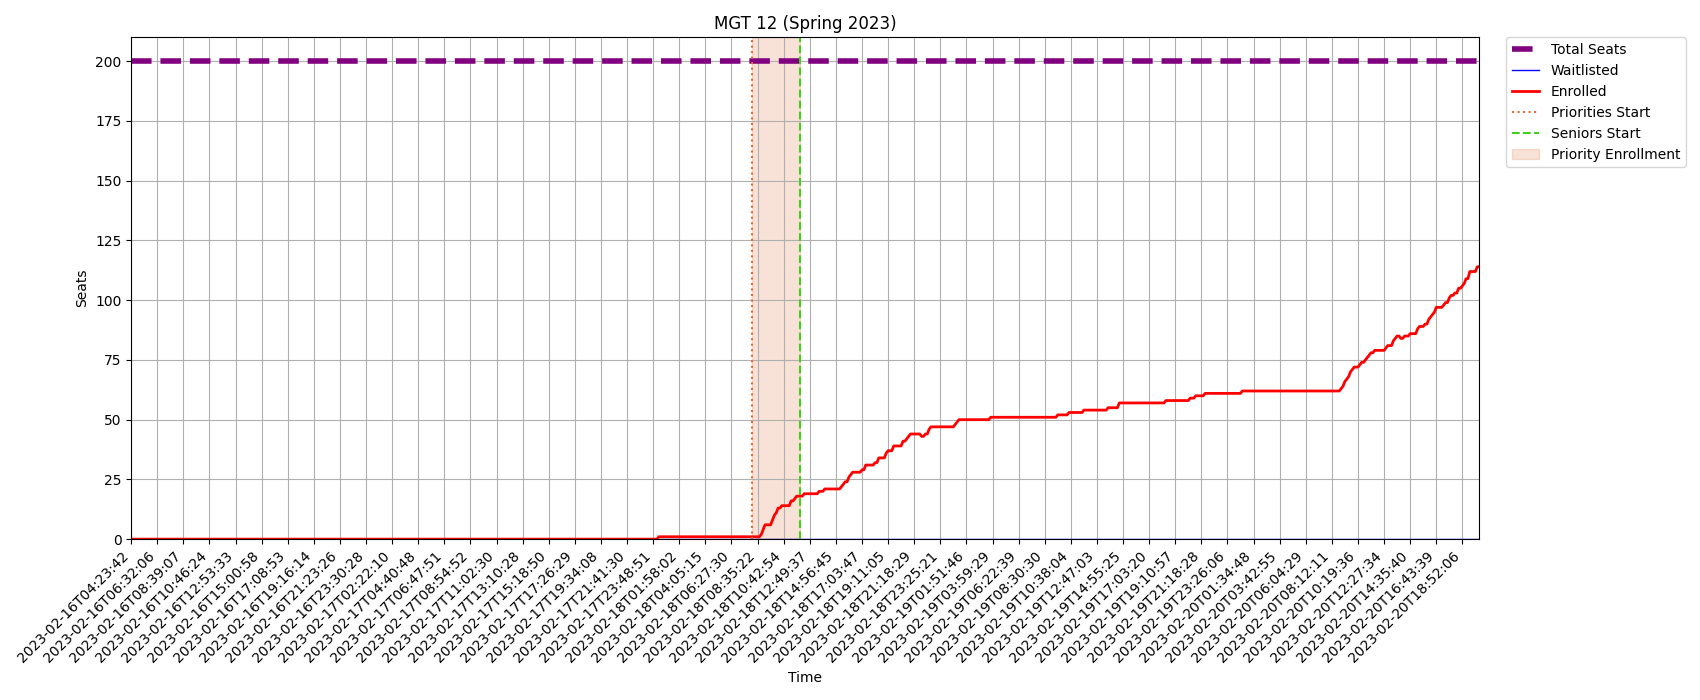 MGT 12 (Spring 2023)
Total Seats
Waitlisted
Enrolled
Priorities Start
Seniors Start
Priority Enrollment
Seats
200
175
150
125
100
75
50
25
0
2023-02-16T04:23:42
2023-02-16T06:32:06
2023-02-16T08:39:07
2023-02-16T10:46:24
2023-02-16T12:53:33
2023-02-16T15:00:58
2023-02-16T17:08:53
2023-02-16T19:16:14
2023-02-16T21:23:26
2023-02-16T23:30:28
2023-02-17T02:22:10
2023-02-17T04:40:48
2023-02-17T06:47:51
2023-02-17T08:54:52
2023-02-17T11:02:30
2023-02-17T13:10:28
2023-02-17T15:18:50
2023-02-17T17:26:29
2023-02-17T19:34:08
2023-02-17T21:41:30
2023-02-17T23:48:51
2023-02-18T01:58:02
2023-02-18T04:05:15
2023-02-18T06:27:30
2023-02-18T08:35:22
2023-02-18T10:42:54
2023-02-18T12:49:37
2023-02-18T14:56:45
2023-02-18T17:03:47
2023-02-18T19:11:05
2023-02-18T21:18:29
2023-02-18T23:25:21
2023-02-19T01:51:46
2023-02-19T03:59:29
2023-02-19T06:22:39
2023-02-19T08:30:30
2023-02-19T10:38:04
2023-02-19T12:47:03
2023-02-19T14:55:25
2023-02-19T17:03:20
2023-02-19T19:10:57
2023-02-19T21:18:28
2023-02-19T23:26:06
2023-02-20T01:34:48
2023-02-20T03:42:55
2023-02-20T06:04:29
2023-02-20T08:12:11
2023-02-20T10:19:36
2023-02-20T12:27:34
2023-02-20T14:35:40
2023-02-20T16:43:39
2023-02-20T18:52:06
Time